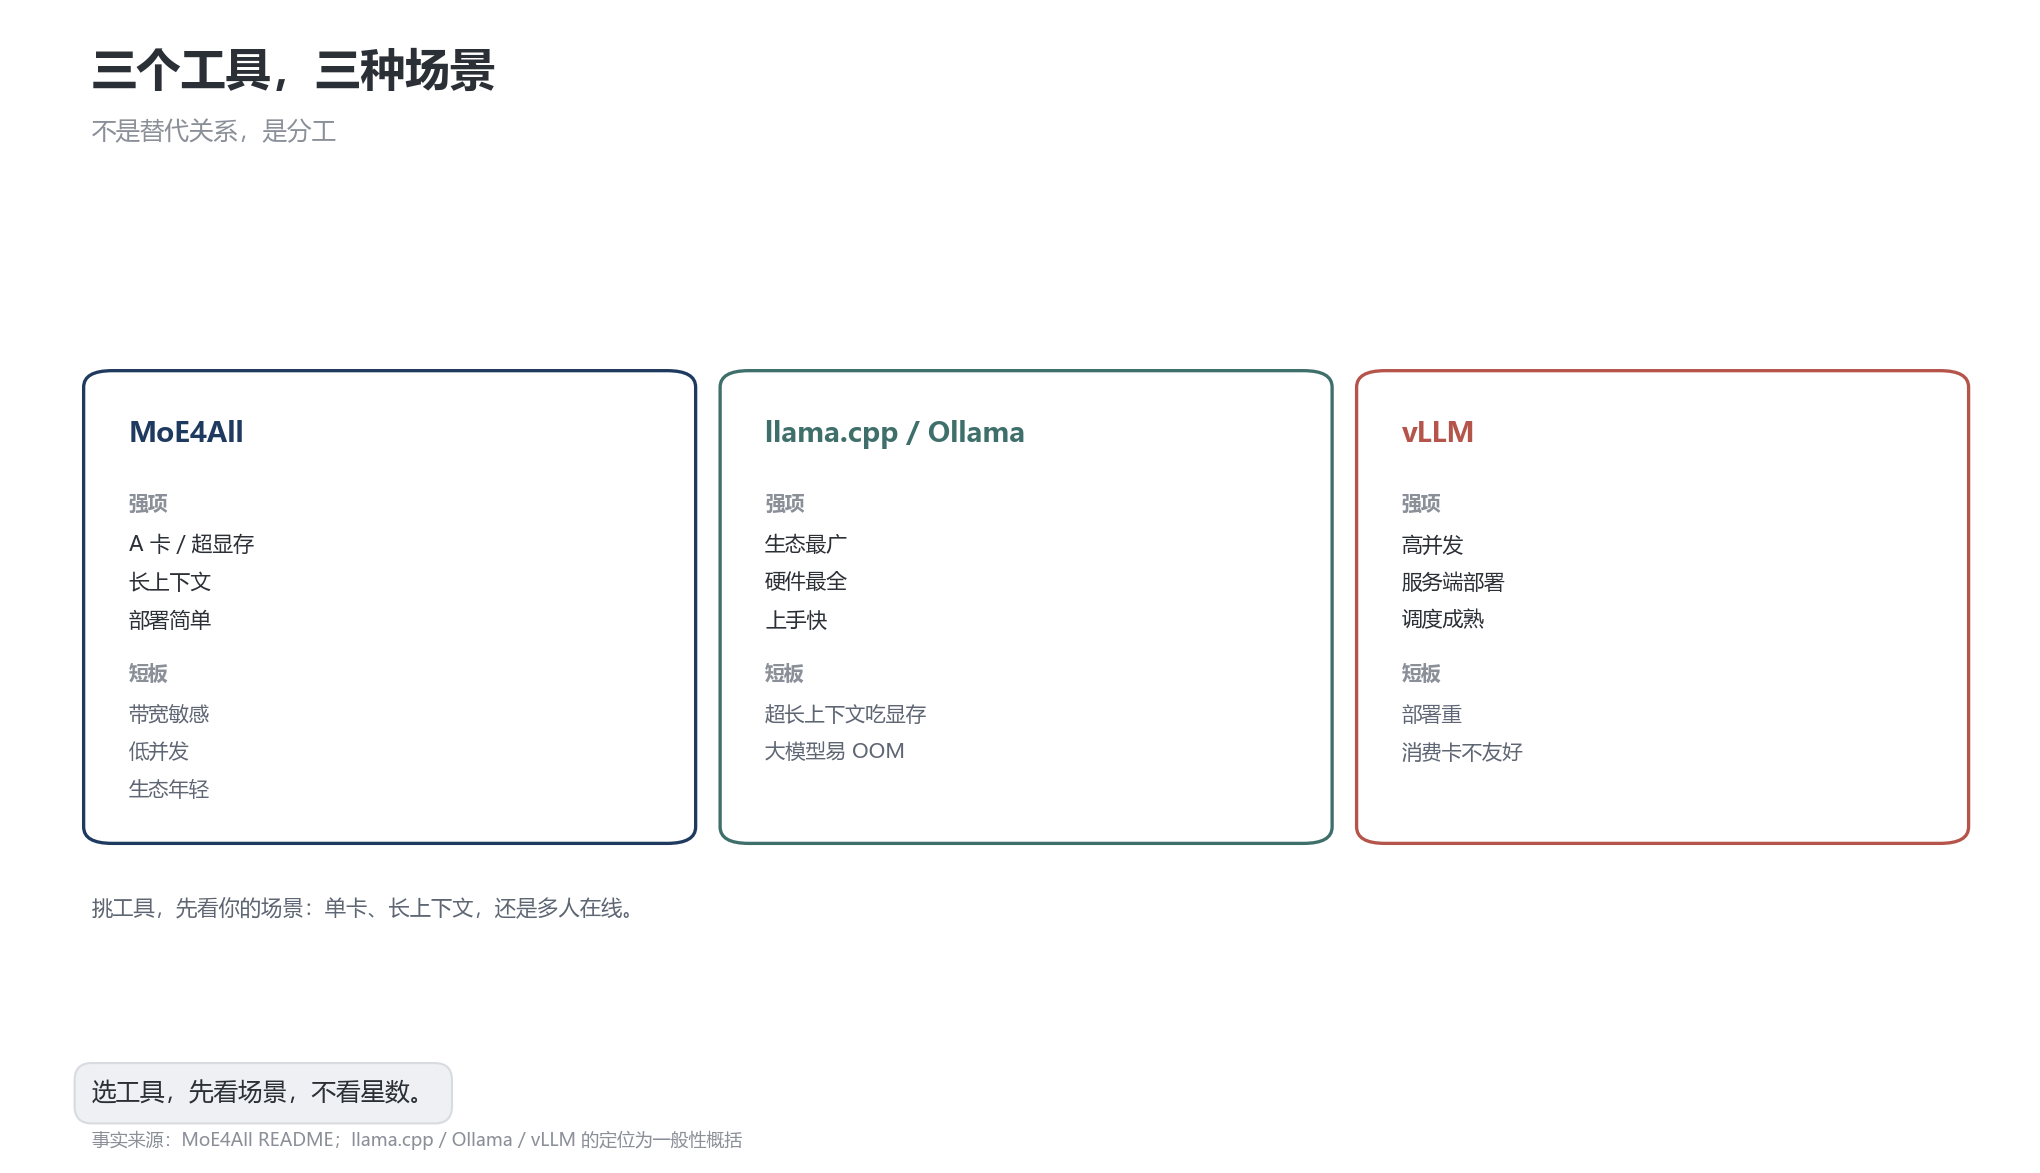 三个工具，三种场景
不是替代关系，是分工
MoE4All
强项
A 卡 / 超显存
长上下文
部署简单
短板
带宽敏感
低并发
生态年轻
llama.cpp / Ollama
强项
生态最广
硬件最全
上手快
短板
超长上下文吃显存
大模型易 OOM
vLLM
强项
高并发
服务端部署
调度成熟
短板
部署重
消费卡不友好
挑工具，先看你的场景：单卡、长上下文，还是多人在线。
选工具，先看场景，不看星数。
事实来源：MoE4All README；llama.cpp / Ollama / vLLM 的定位为一般性概括